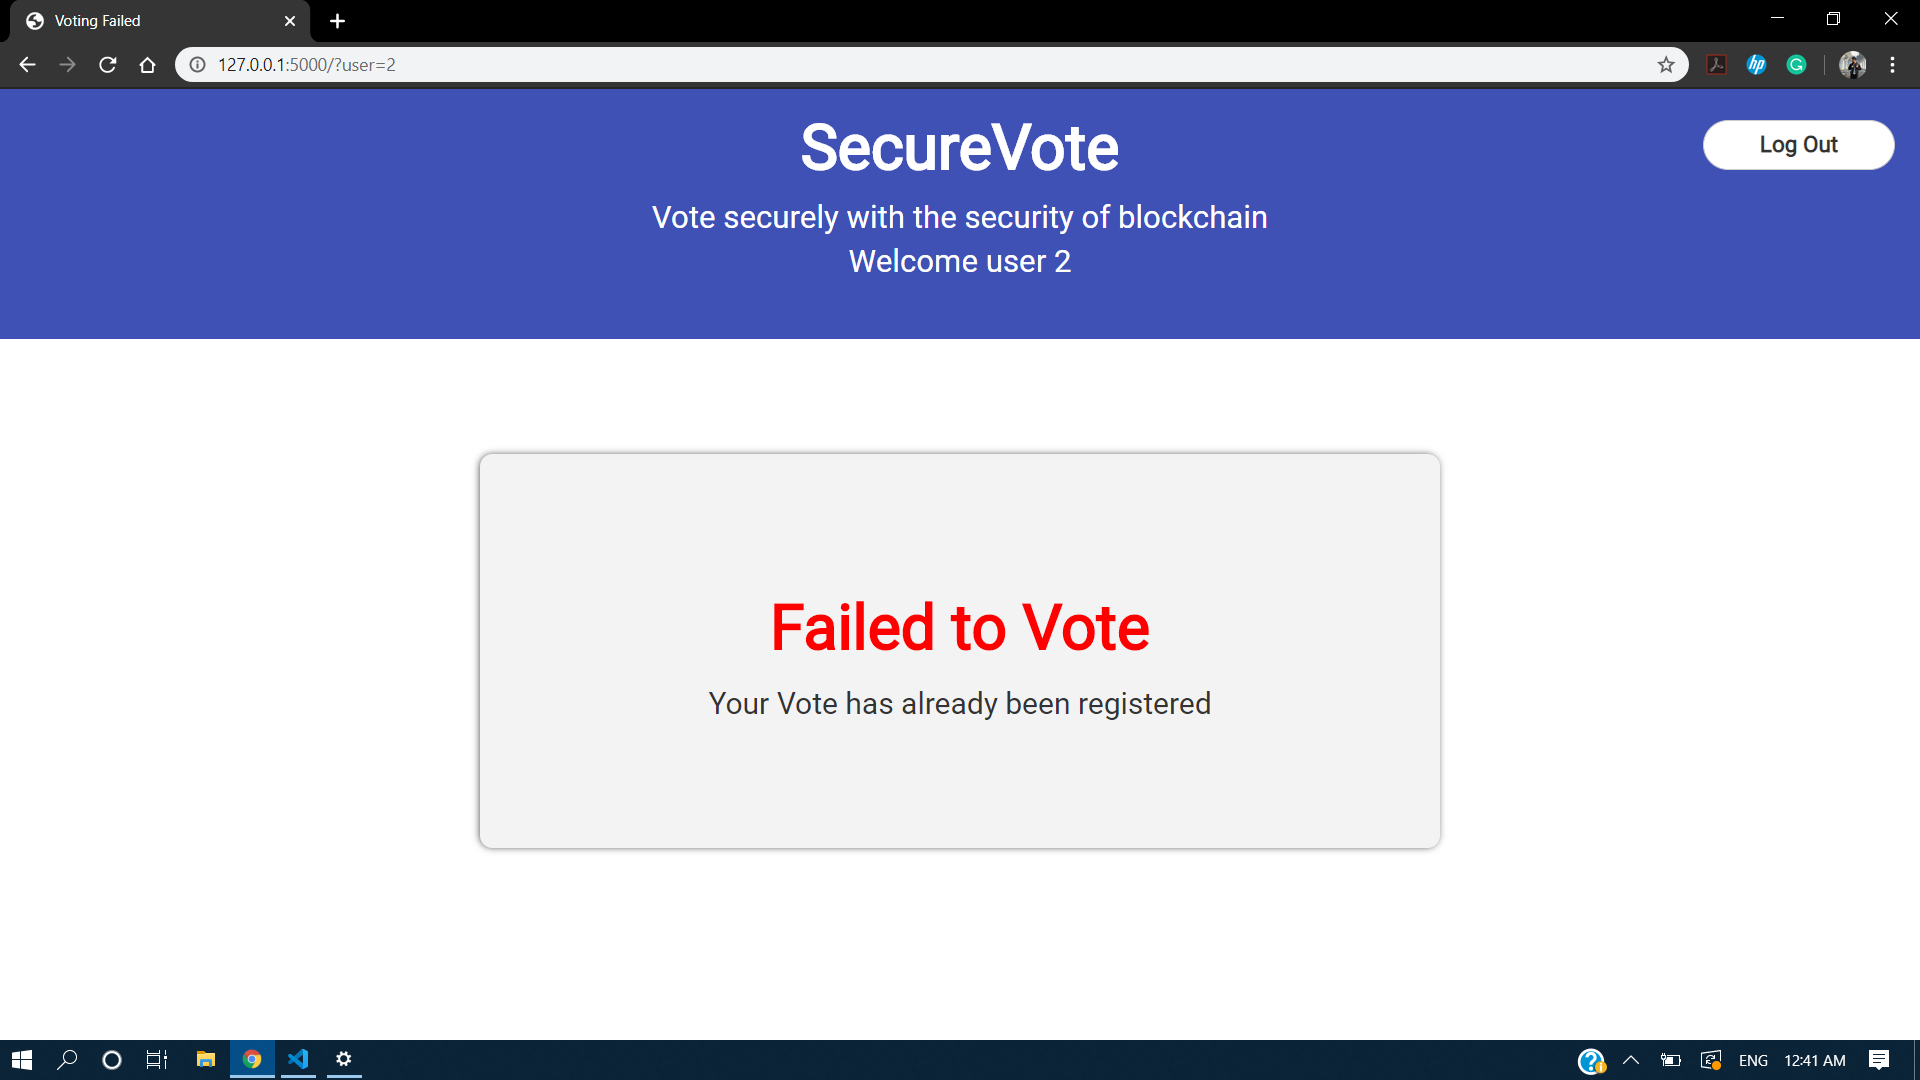 Voting Failed
127.0.0.1:5000/?user=2
SecureVote
Log Out
Vote securely with the security of blockchain
Welcome user 2
Failed to Vote
Your Vote has already been registered
ENG
12:41 AM